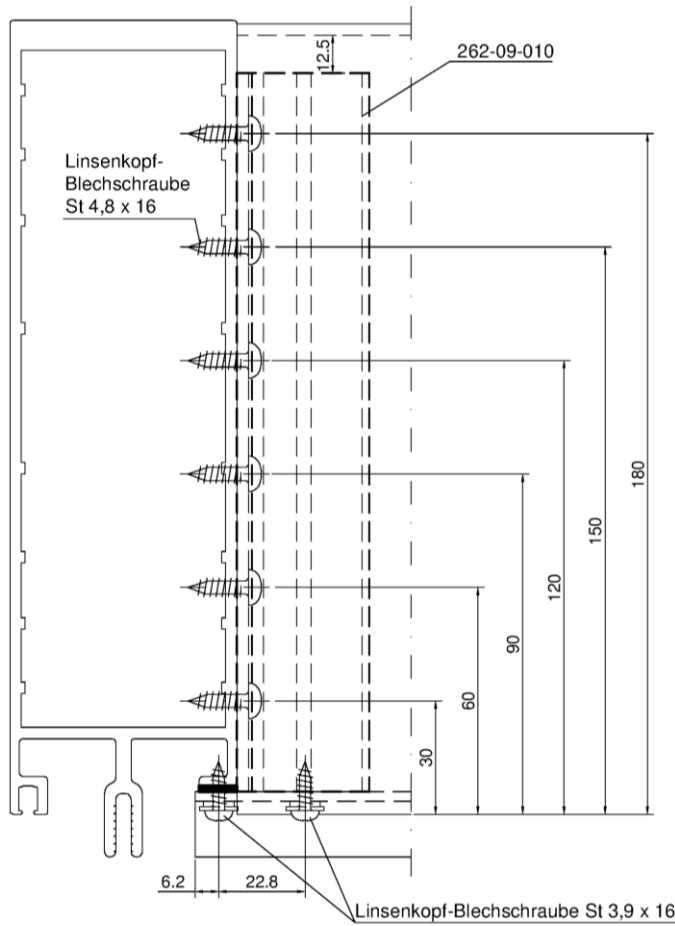 12.5
262-09-010
Linsenkopf-
Blechschraube
St 4,8 x 16
180
150
120
90
60
30
6.2
22.8
Linsenkopf-Blechschraube St 3,9 x 16